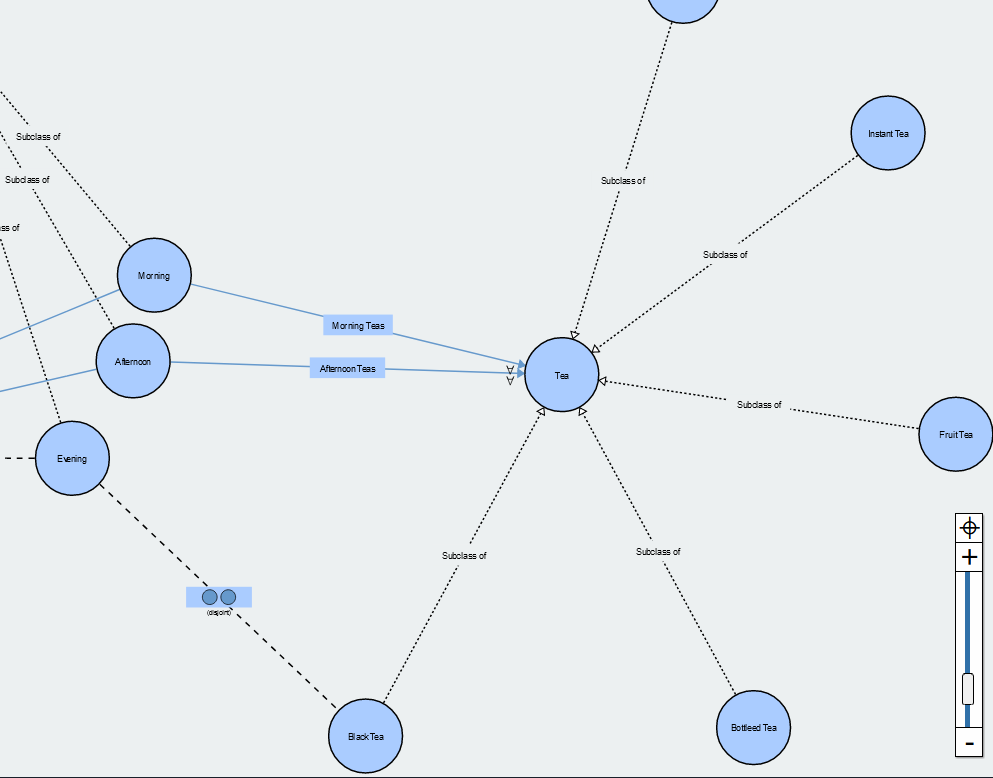 Subclass of
Instant Tea
Subclass of
Subclass of
ss of
Subclass of
Morning
Morning Teas
Afternoon
Afternoon Teas
∀
∀
Tea
Subclass of
Fruit Tea
Evening
Subclass of
Subclass of
(disjoint)
Black Tea
Bottleed Tea
+
-